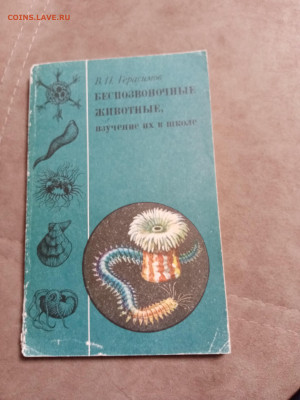 COINS.LAVE.RU
В. П. Герасимов
БЕСПОЗВОНОЧНЫЕ
ЖИВОТНЫЕ.
ИЗУЧЕНИЕ ИХ В ШКОЛЕ